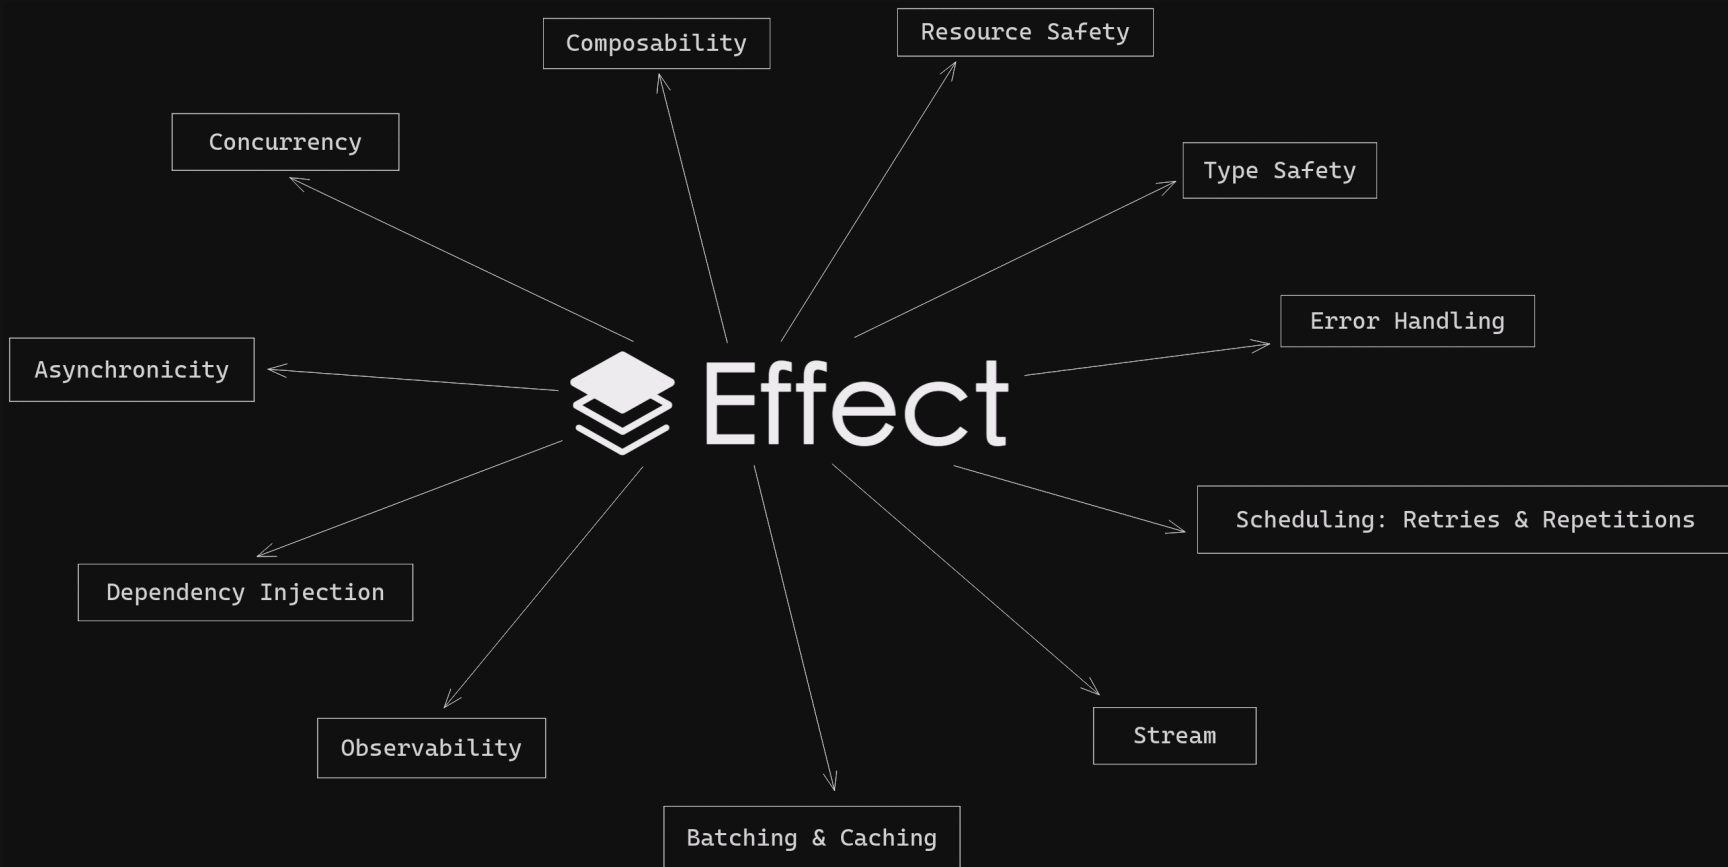 Resource Safety
Composability
Concurrency
Type Safety
Error Handling
Asynchronicity
Effect
Scheduling: Retries & Repetitions
Dependency Injection
Stream
Observability
Batching & Caching